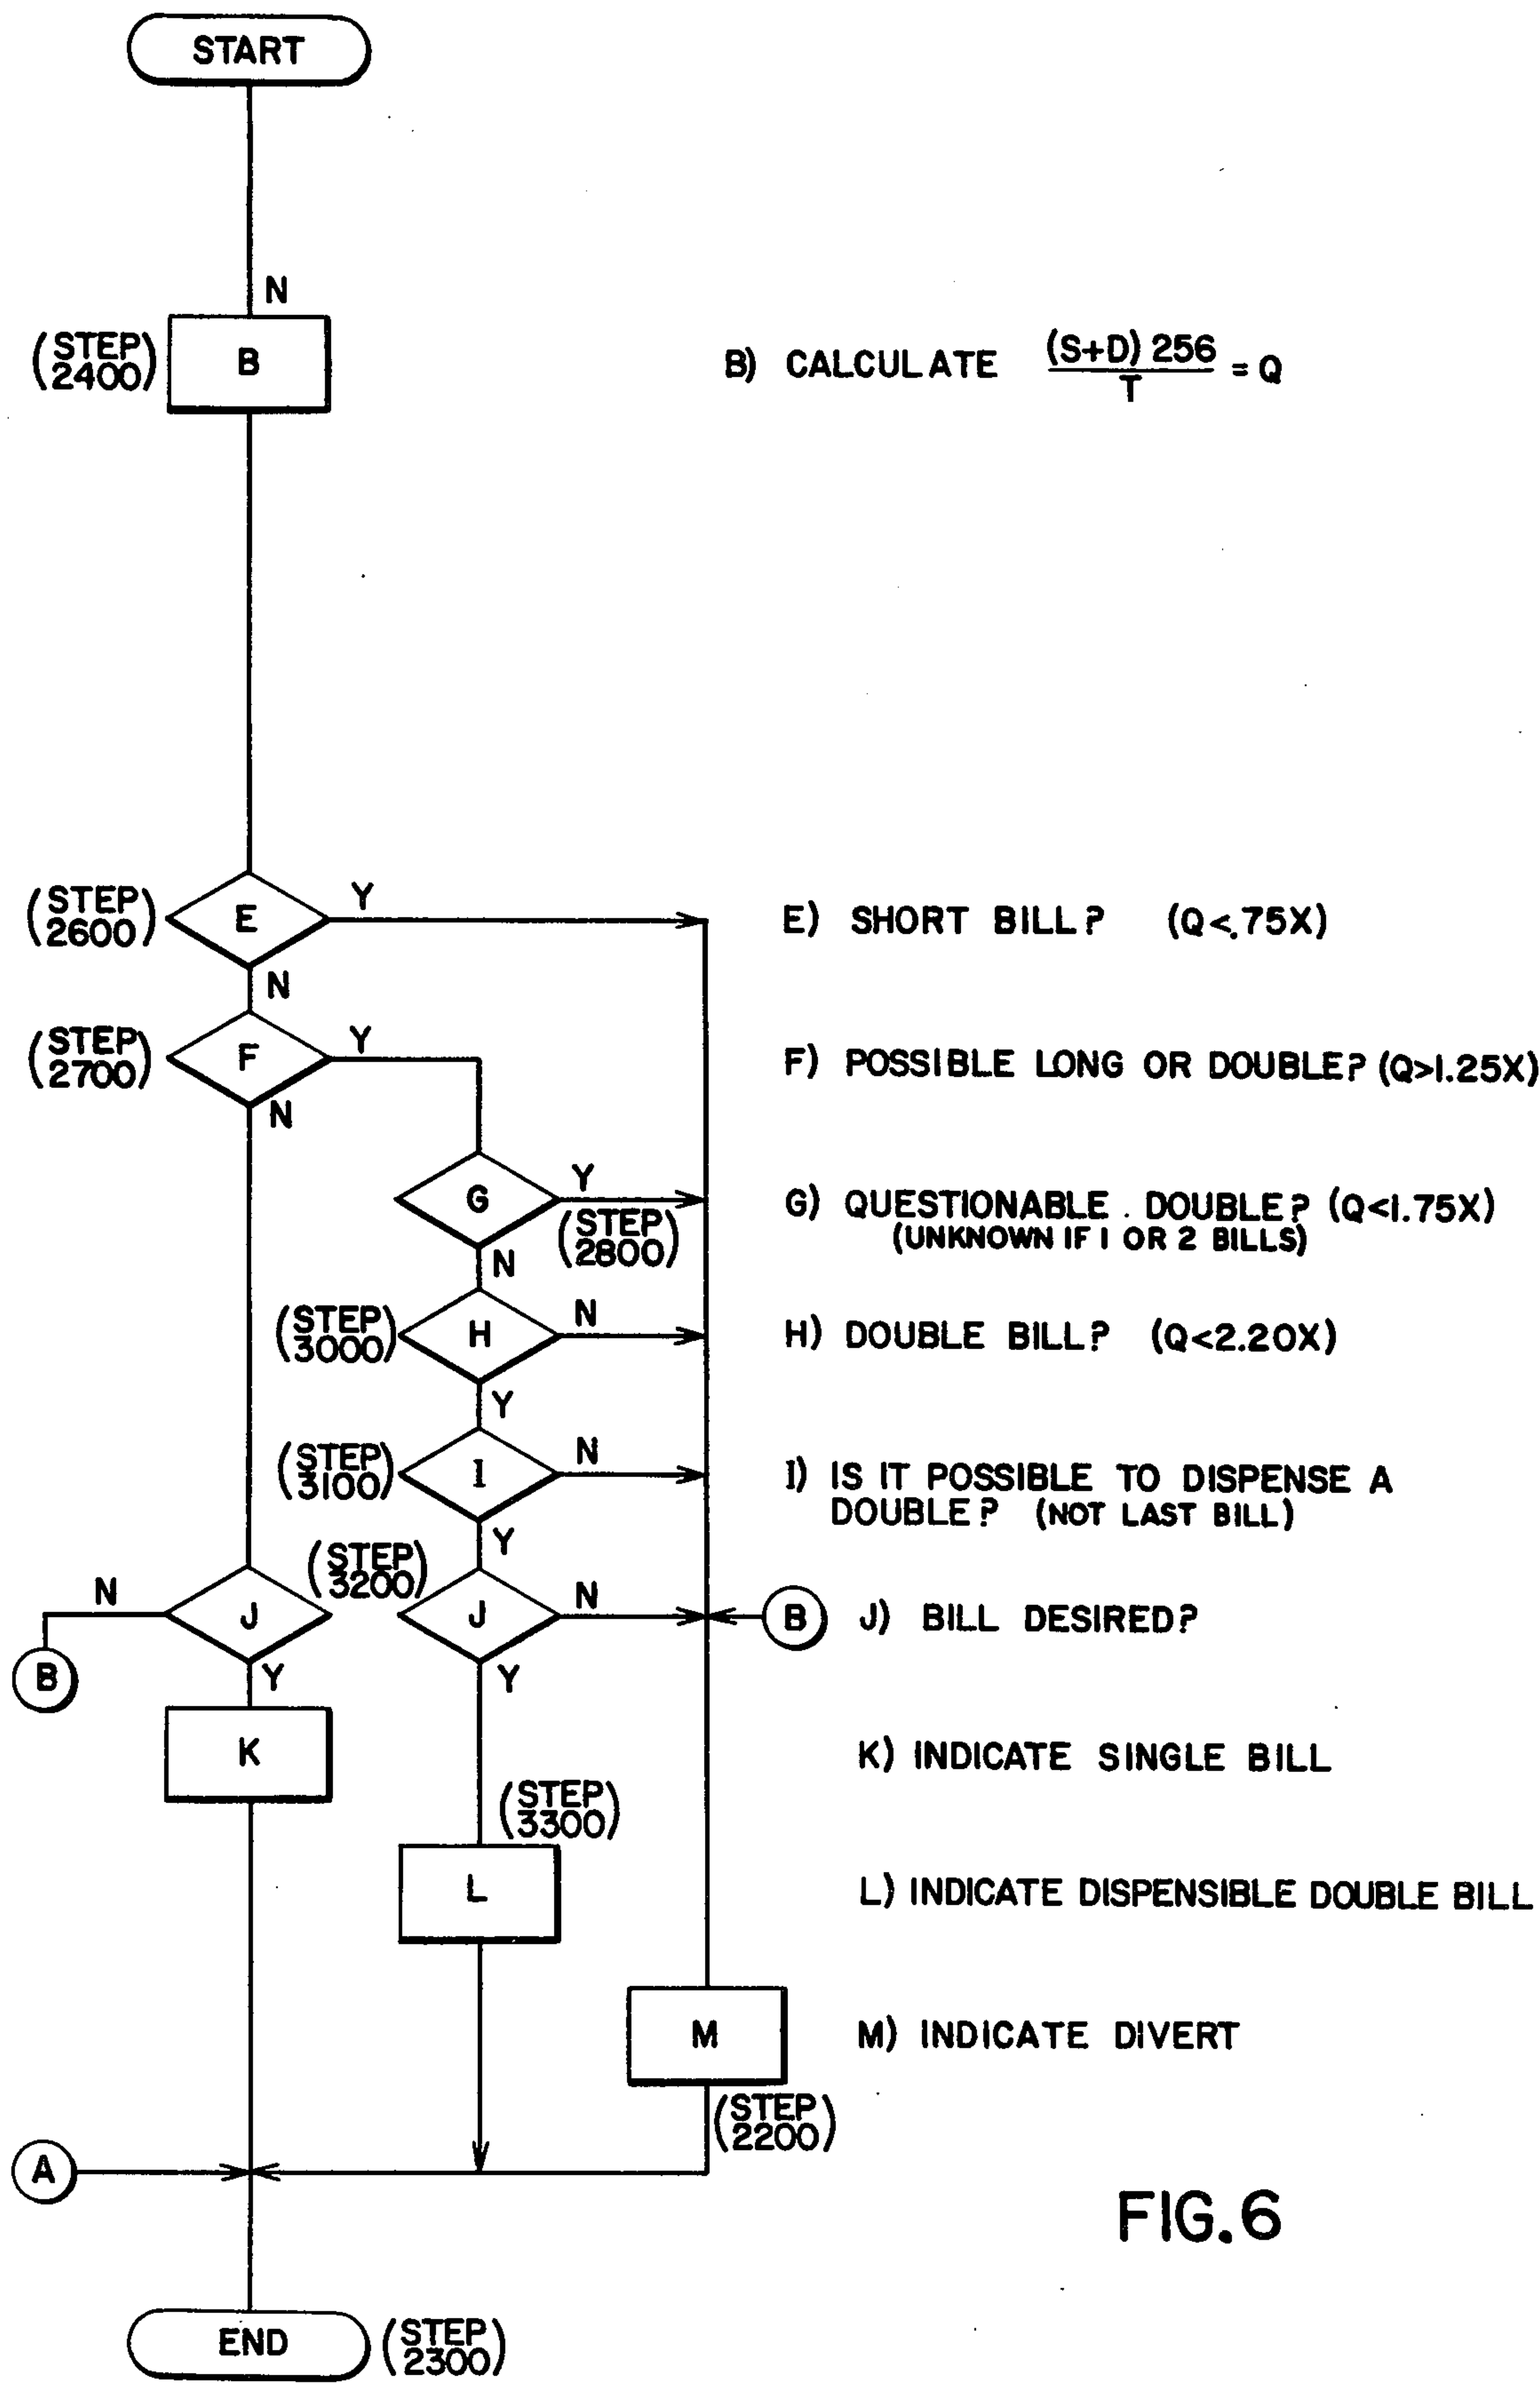 START
N
(STEP 2400)
B
B) CALCULATE (S+D) 256 / T = Q
(STEP 2600)
E
Y
E) SHORT BILL? (Q<.75X)
N
(STEP 2700)
F
Y
F) POSSIBLE LONG OR DOUBLE? (Q>1.25X)
N
G
Y
(STEP 2800)
G) QUESTIONABLE . DOUBLE? (Q<1.75X)
(UNKNOWN IF 1 OR 2 BILLS)
N
(STEP 3000)
H
N
H) DOUBLE BILL? (Q<2.20X)
Y
(STEP 3100)
I
N
I) IS IT POSSIBLE TO DISPENSE A
DOUBLE? (NOT LAST BILL)
Y
(STEP 3200)
N
J
J
N
B
J) BILL DESIRED?
B
Y
Y
K
K) INDICATE SINGLE BILL
(STEP 3300)
L
L) INDICATE DISPENSIBLE DOUBLE BILL
M
M) INDICATE DIVERT
(STEP 2200)
A
FIG.6
END
(STEP 2300)